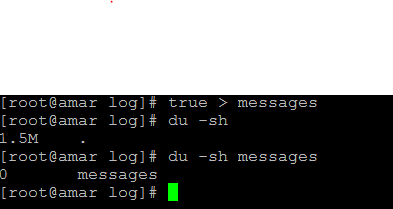 [root@amar log]# true > messages
[root@amar log]# du -sh
1.5M    .
[root@amar log]# du -sh messages
0       messages
[root@amar log]#